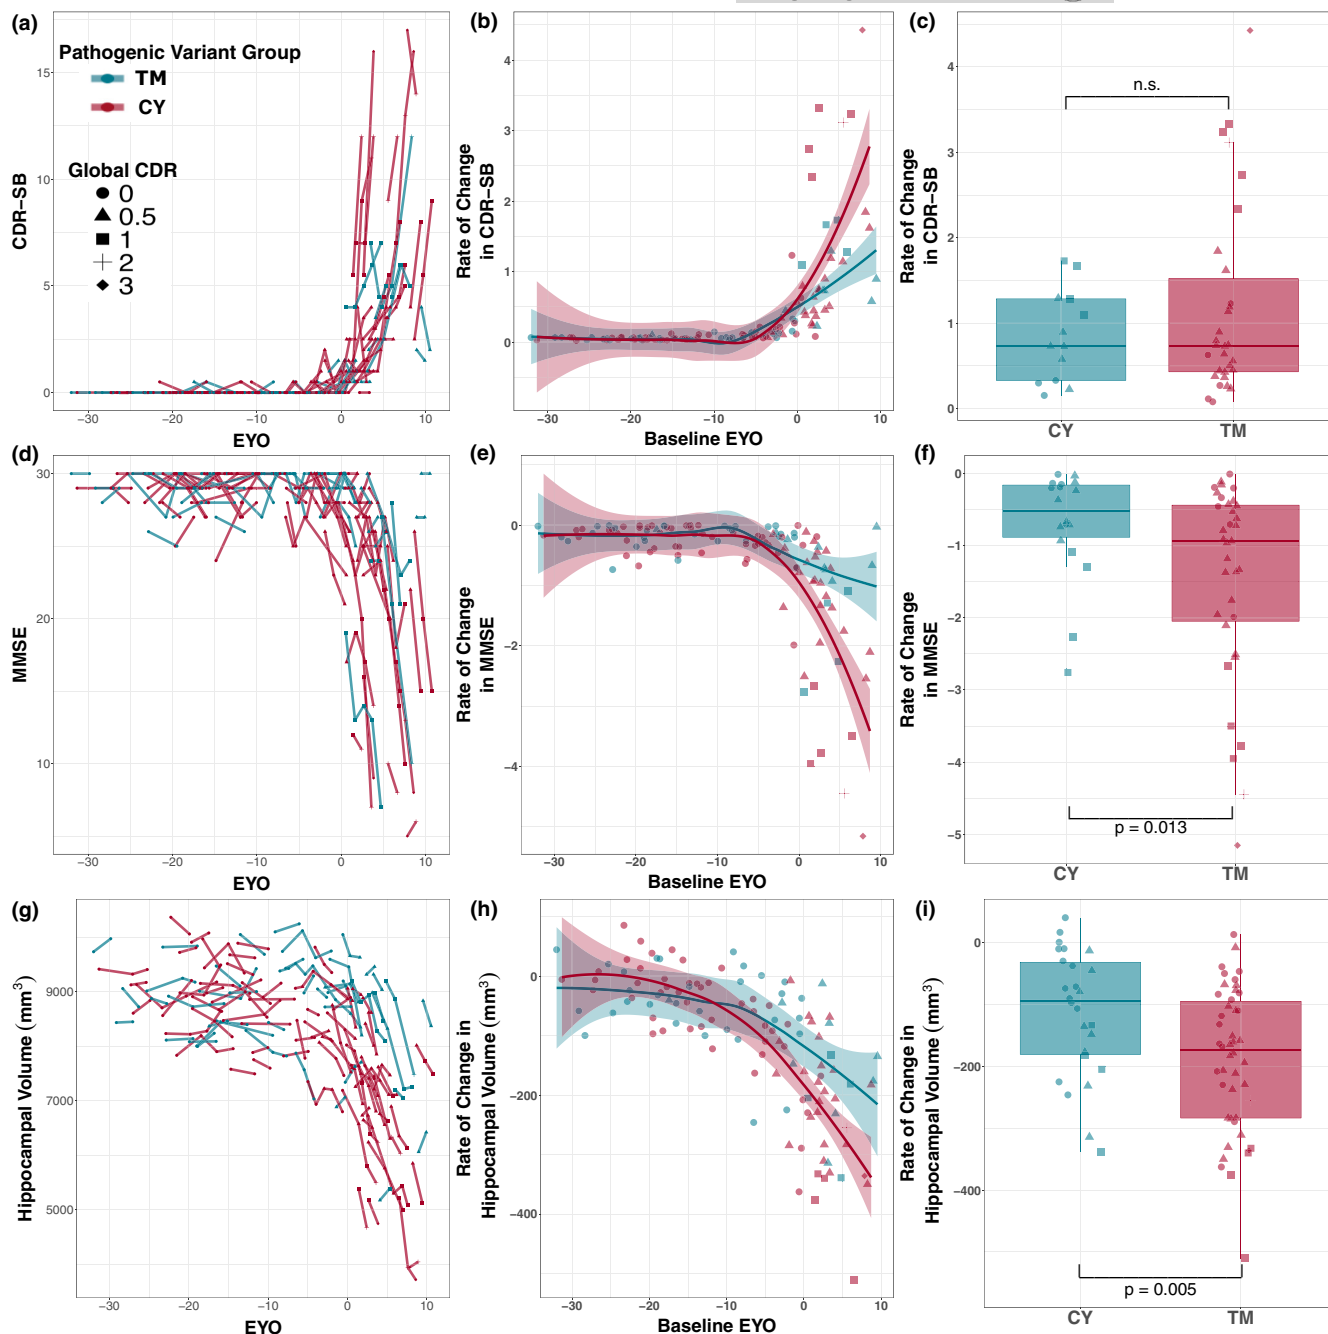 (a)
Pathogenic Variant Group
TM
CY
Global CDR
0
0.5
1
2
3
CDR−SB
15
10
5
0
−30 −20 −10 0 10
EYO
(b)
Rate of Change
in CDR−SB
4
3
2
1
0
−30 −20 −10 0 10
Baseline EYO
(c)
n.s.
Rate of Change
in CDR−SB
4
3
2
1
0
CY TM
(d)
MMSE
30
20
10
−30 −20 −10 0 10
EYO
(e)
Rate of Change
in MMSE
0
−2
−4
−30 −20 −10 0 10
Baseline EYO
(f)
Rate of Change
in MMSE
0
−1
−2
−3
−4
−5
p = 0.013
CY TM
(g)
Hippocampal Volume (mm³)
9000
7000
5000
−30 −20 −10 0 10
EYO
(h)
Rate of Change in
Hippocampal Volume (mm³)
0
−200
−400
−30 −20 −10 0 10
Baseline EYO
(i)
Rate of Change in
Hippocampal Volume (mm³)
0
−200
−400
p = 0.005
CY TM